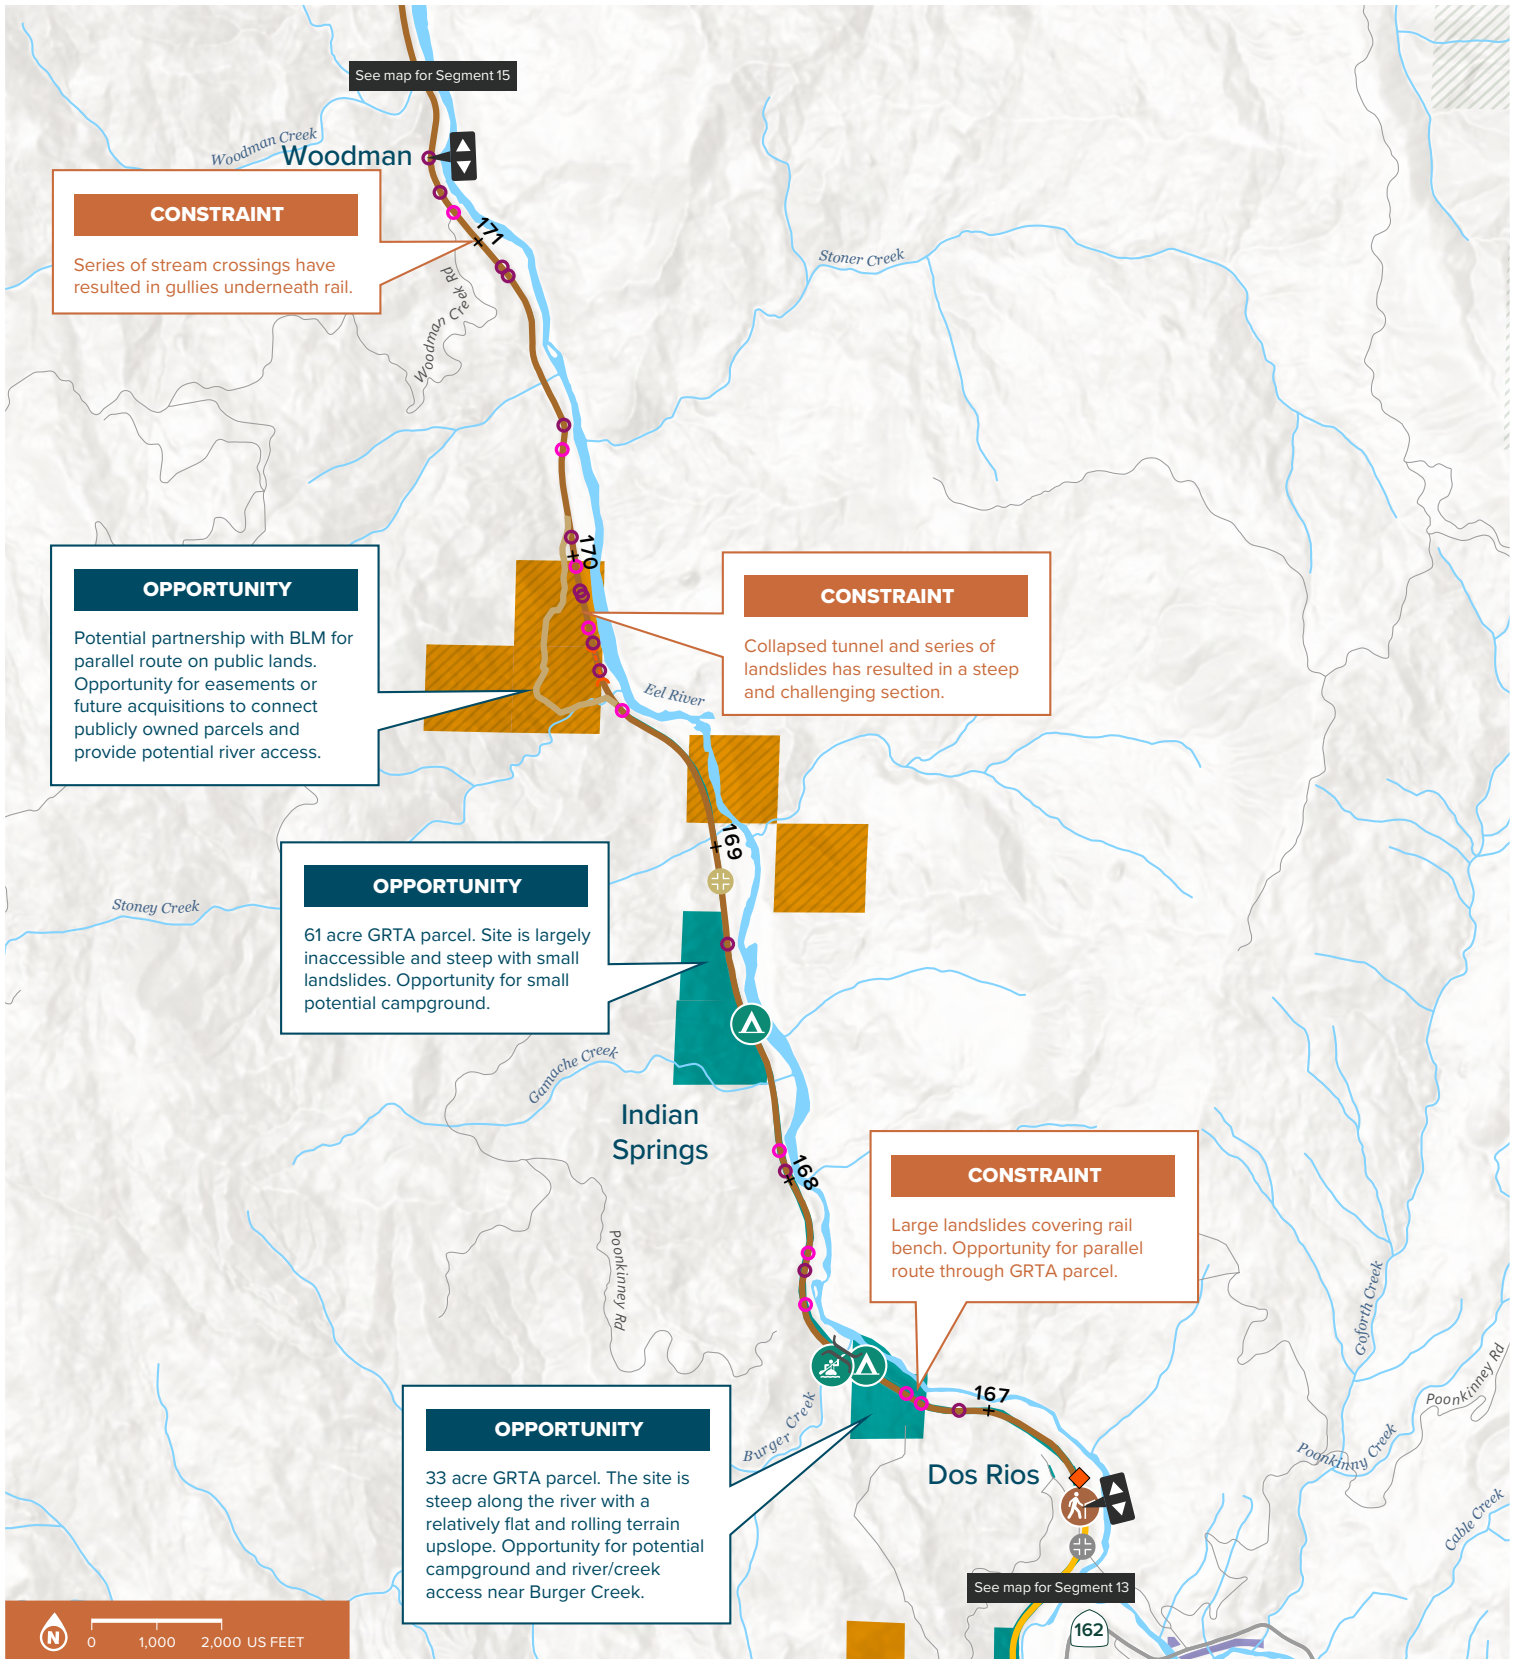 See map for Segment 15
Woodman Creek
Woodman
CONSTRAINT
Series of stream crossings have
resulted in gullies underneath rail.
171
Woodman Creek Rd
Stoner Creek
170
OPPORTUNITY
Potential partnership with BLM for
parallel route on public lands.
Opportunity for easements or
future acquisitions to connect
publicly owned parcels and
provide potential river access.
CONSTRAINT
Collapsed tunnel and series of
landslides has resulted in a steep
and challenging section.
Eel River
169
OPPORTUNITY
61 acre GRTA parcel. Site is largely
inaccessible and steep with small
landslides. Opportunity for small
potential campground.
Stoney Creek
Gamache Creek
Indian
Springs
168
CONSTRAINT
Large landslides covering rail
bench. Opportunity for parallel
route through GRTA parcel.
Poonkinney Rd
Goforth Creek
Poonkinney Rd
167
Burger Creek
OPPORTUNITY
33 acre GRTA parcel. The site is
steep along the river with a
relatively flat and rolling terrain
upslope. Opportunity for potential
campground and river/creek
access near Burger Creek.
Dos Rios
Poonkinny Creek
Cable Creek
See map for Segment 13
162
N
0 1,000 2,000 US FEET